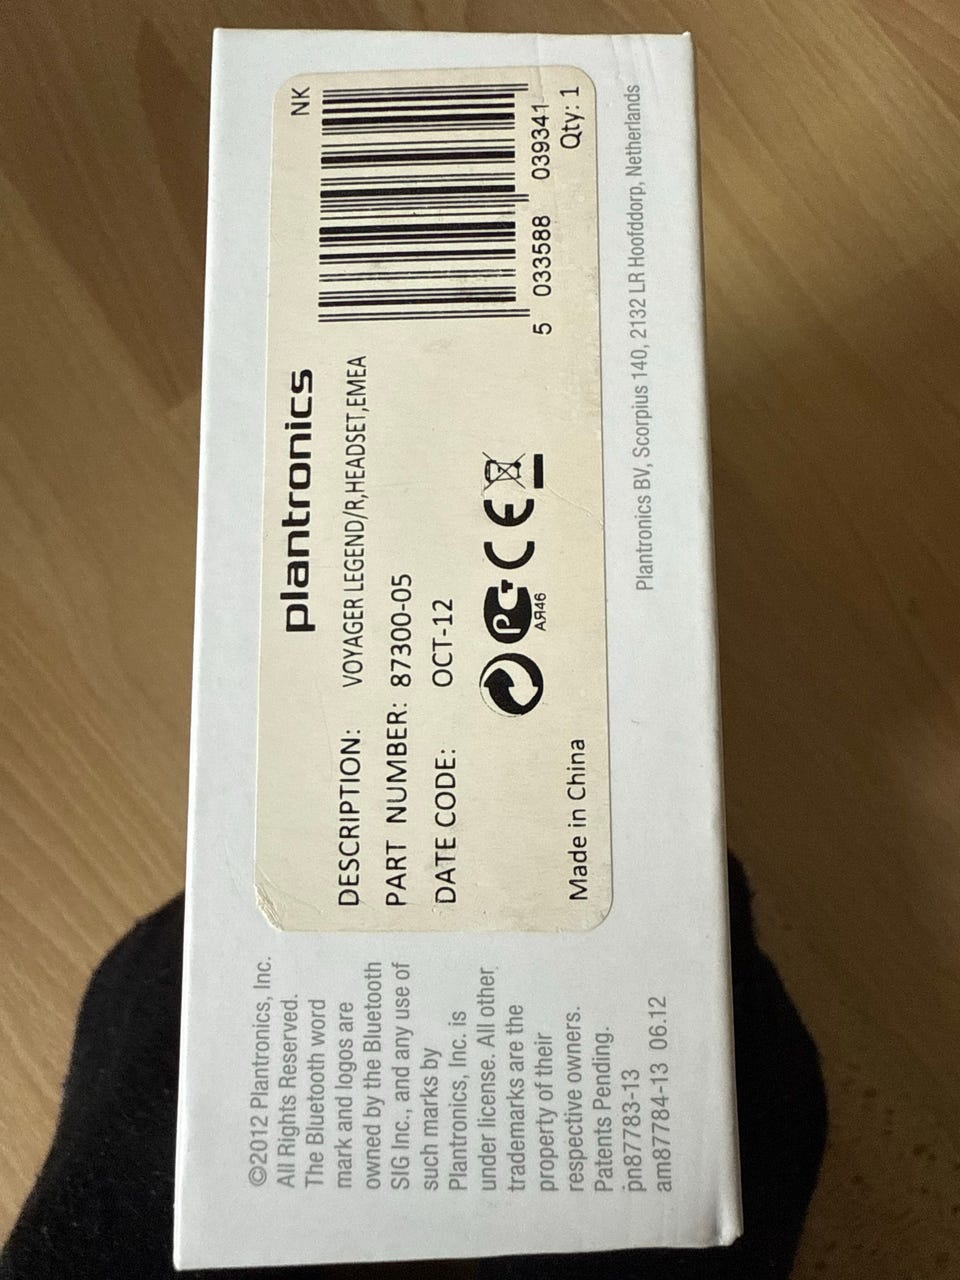 NK
plantronics
DESCRIPTION: VOYAGER LEGEND/R,HEADSET,EMEA
PART NUMBER: 87300-05
DATE CODE: OCT-12
5 033588 039341
РСТ CE
АЯ46
Made in China
Qty: 1
Plantronics BV, Scorpius 140, 2132 LR Hoofddorp, Netherlands
©2012 Plantronics, Inc.
All Rights Reserved.
The Bluetooth word
mark and logos are
owned by the Bluetooth
SIG Inc., and any use of
such marks by
Plantronics, Inc. is
under license. All other
trademarks are the
property of their
respective owners.
Patents Pending.
pn87783-13
am87784-13 06.12